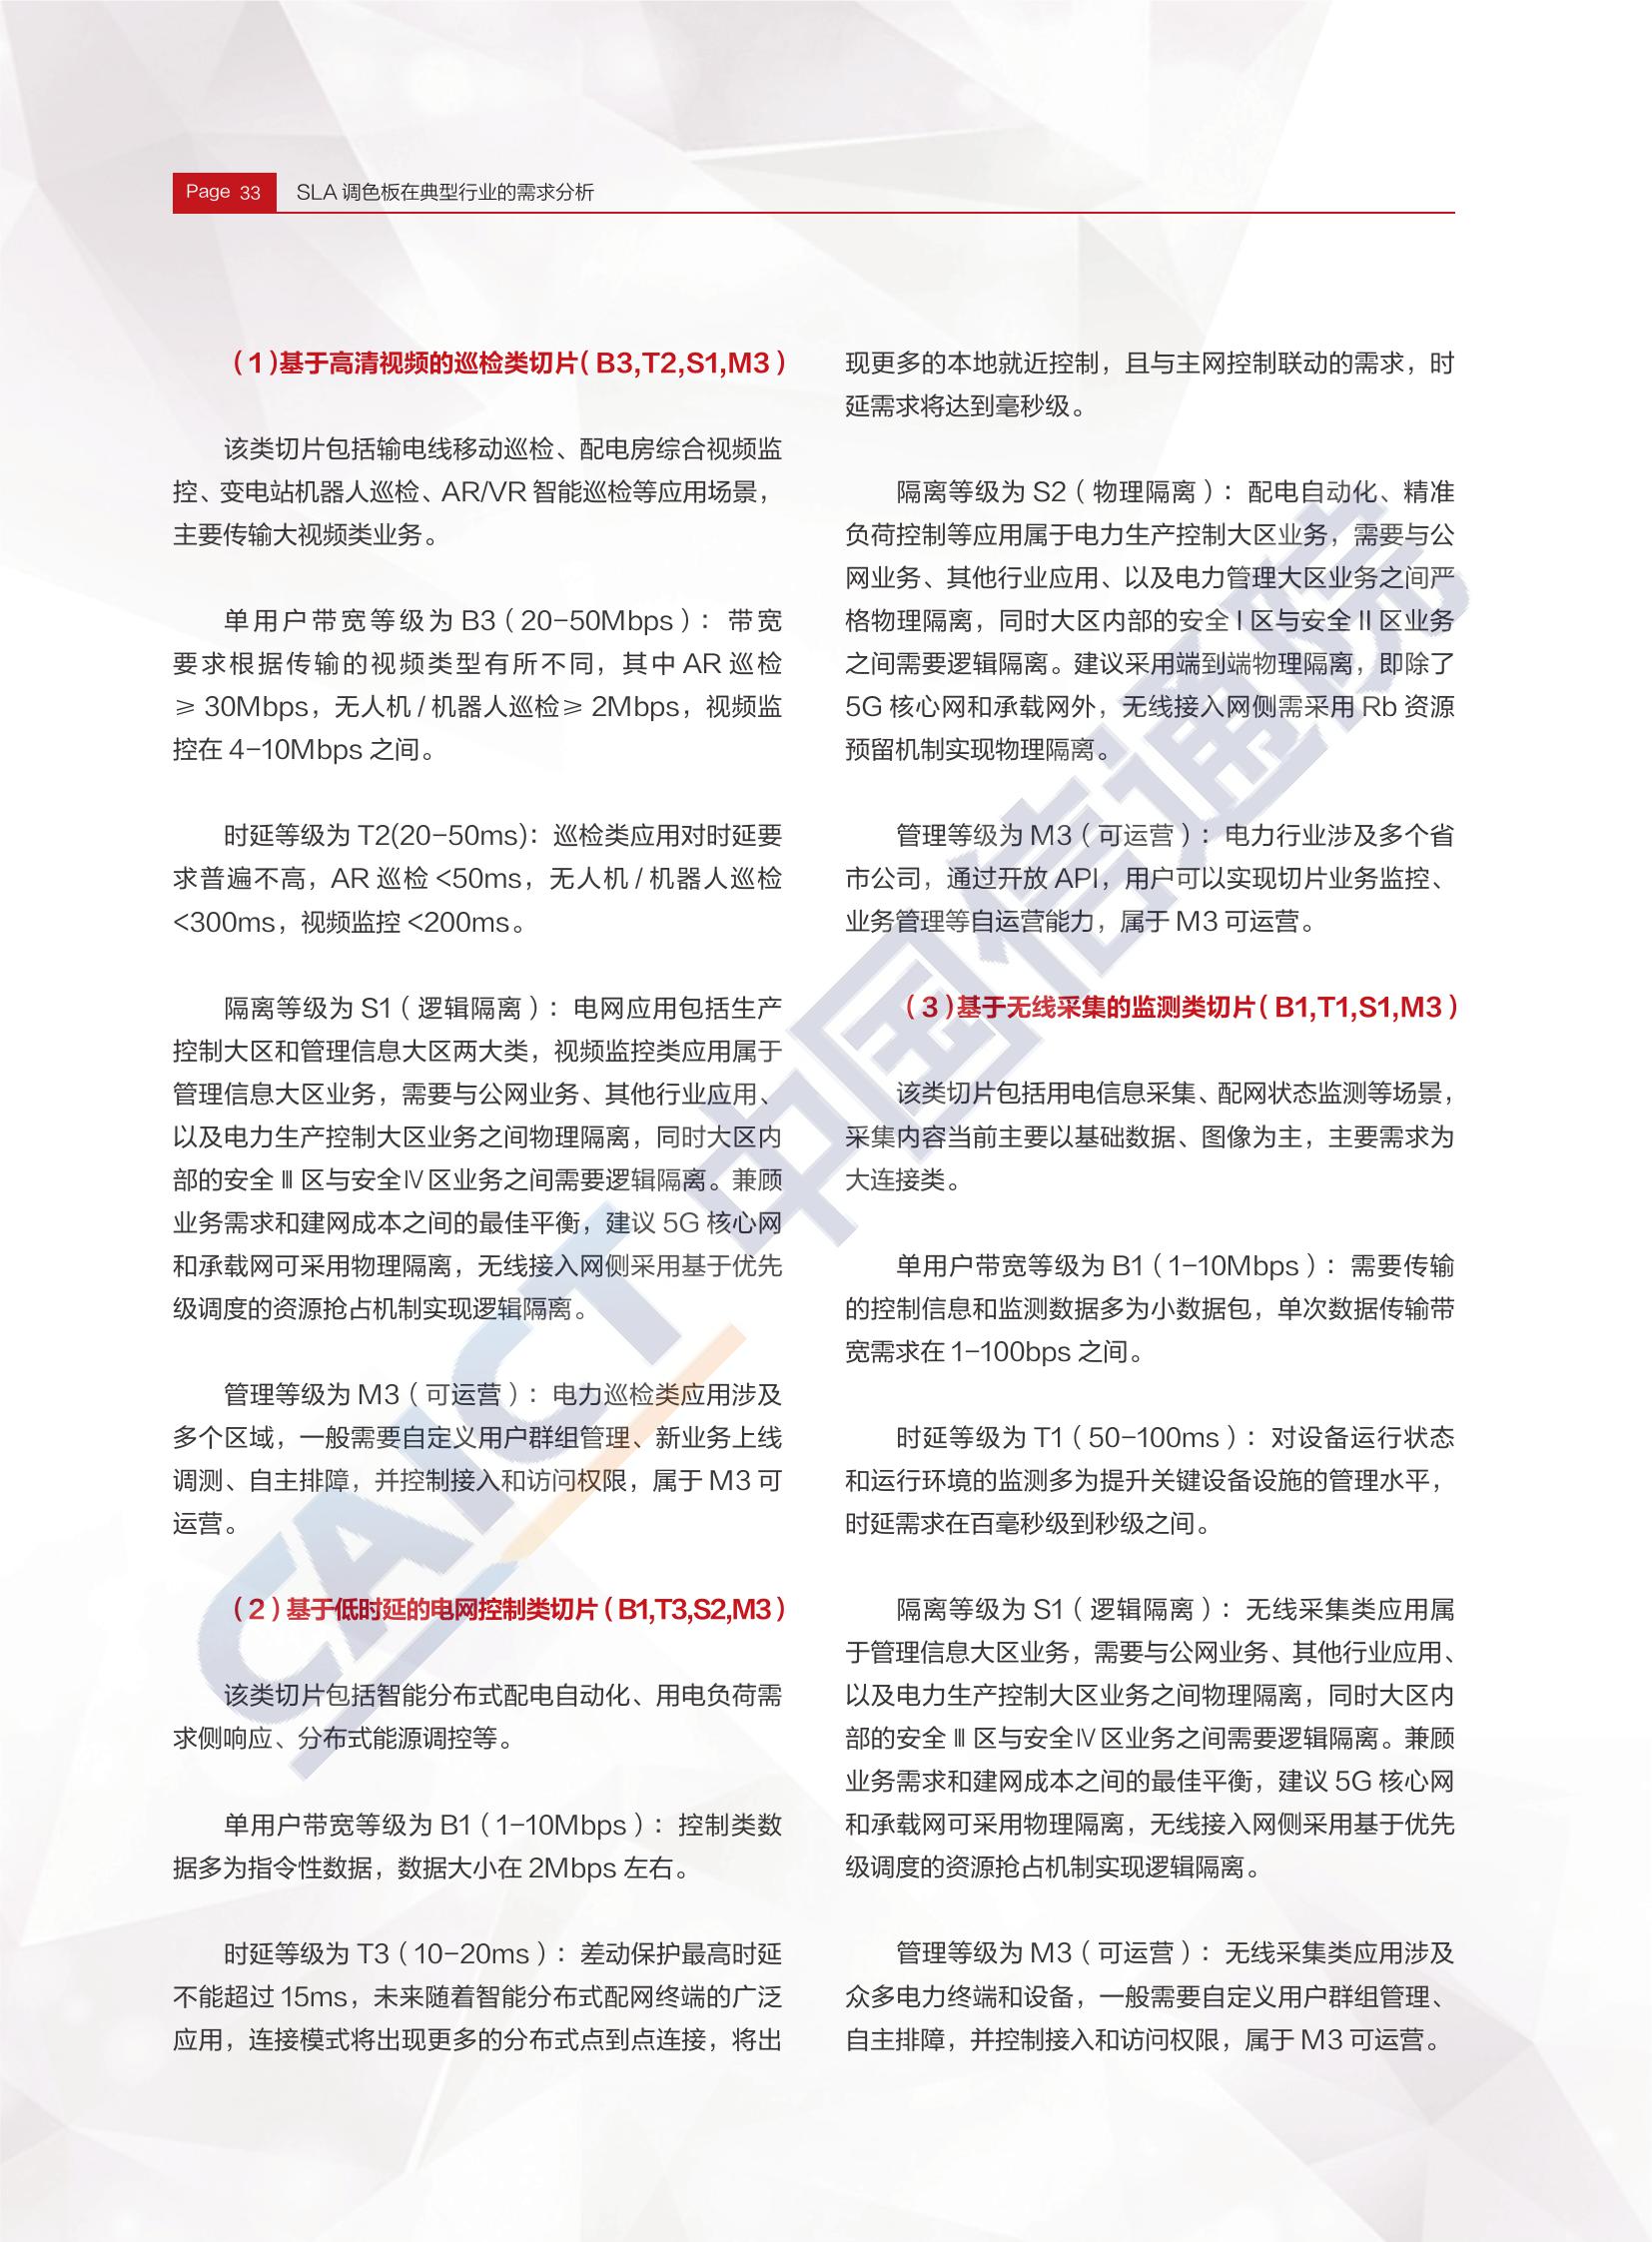 Page 33 SLA 调色板在典型行业的需求分析
（1）基于高清视频的巡检类切片（B3,T2,S1,M3）
该类切片包括输电线移动巡检、配电房综合视频监
控、变电站机器人巡检、AR/VR 智能巡检等应用场景，
主要传输大视频类业务。
单用户带宽等级为 B3（20-50Mbps）：带宽
要求根据传输的视频类型有所不同，其中 AR 巡检
≥ 30Mbps，无人机 / 机器人巡检≥ 2Mbps，视频监
控在 4-10Mbps 之间。
时延等级为 T2(20-50ms)：巡检类应用对时延要
求普遍不高，AR 巡检 <50ms，无人机 / 机器人巡检
<300ms，视频监控 <200ms。
隔离等级为 S1（逻辑隔离）：电网应用包括生产
控制大区和管理信息大区两大类，视频监控类应用属于
管理信息大区业务，需要与公网业务、其他行业应用、
以及电力生产控制大区业务之间物理隔离，同时大区内
部的安全 Ⅲ 区与安全Ⅳ区业务之间需要逻辑隔离。兼顾
业务需求和建网成本之间的最佳平衡，建议 5G 核心网
和承载网可采用物理隔离，无线接入网侧采用基于优先
级调度的资源抢占机制实现逻辑隔离。
管理等级为 M3（可运营）：电力巡检类应用涉及
多个区域，一般需要自定义用户群组管理、新业务上线
调测、自主排障，并控制接入和访问权限，属于 M3 可
运营。
（2）基于低时延的电网控制类切片（B1,T3,S2,M3）
该类切片包括智能分布式配电自动化、用电负荷需
求侧响应、分布式能源调控等。
单用户带宽等级为 B1（1-10Mbps）：控制类数
据多为指令性数据，数据大小在 2Mbps 左右。
时延等级为 T3（10-20ms）：差动保护最高时延
不能超过 15ms，未来随着智能分布式配网终端的广泛
应用，连接模式将出现更多的分布式点到点连接，将出
现更多的本地就近控制，且与主网控制联动的需求，时
延需求将达到毫秒级。
隔离等级为 S2（物理隔离）：配电自动化、精准
负荷控制等应用属于电力生产控制大区业务，需要与公
网业务、其他行业应用、以及电力管理大区业务之间严
格物理隔离，同时大区内部的安全 I 区与安全 II 区业务
之间需要逻辑隔离。建议采用端到端物理隔离，即除了
5G 核心网和承载网外，无线接入网侧需采用 Rb 资源
预留机制实现物理隔离。
管理等级为 M3（可运营）：电力行业涉及多个省
市公司，通过开放 API，用户可以实现切片业务监控、
业务管理等自运营能力，属于 M3 可运营。
（3）基于无线采集的监测类切片（B1,T1,S1,M3）
该类切片包括用电信息采集、配网状态监测等场景，
采集内容当前主要以基础数据、图像为主，主要需求为
大连接类。
单用户带宽等级为 B1（1-10Mbps）：需要传输
的控制信息和监测数据多为小数据包，单次数据传输带
宽需求在 1-100bps 之间。
时延等级为 T1（50-100ms）：对设备运行状态
和运行环境的监测多为提升关键设备设施的管理水平，
时延需求在百毫秒级到秒级之间。
隔离等级为 S1（逻辑隔离）：无线采集类应用属
于管理信息大区业务，需要与公网业务、其他行业应用、
以及电力生产控制大区业务之间物理隔离，同时大区内
部的安全 Ⅲ 区与安全Ⅳ区业务之间需要逻辑隔离。兼顾
业务需求和建网成本之间的最佳平衡，建议 5G 核心网
和承载网可采用物理隔离，无线接入网侧采用基于优先
级调度的资源抢占机制实现逻辑隔离。
管理等级为 M3（可运营）：无线采集类应用涉及
众多电力终端和设备，一般需要自定义用户群组管理、
自主排障，并控制接入和访问权限，属于 M3 可运营。
CAICT 中国信通院